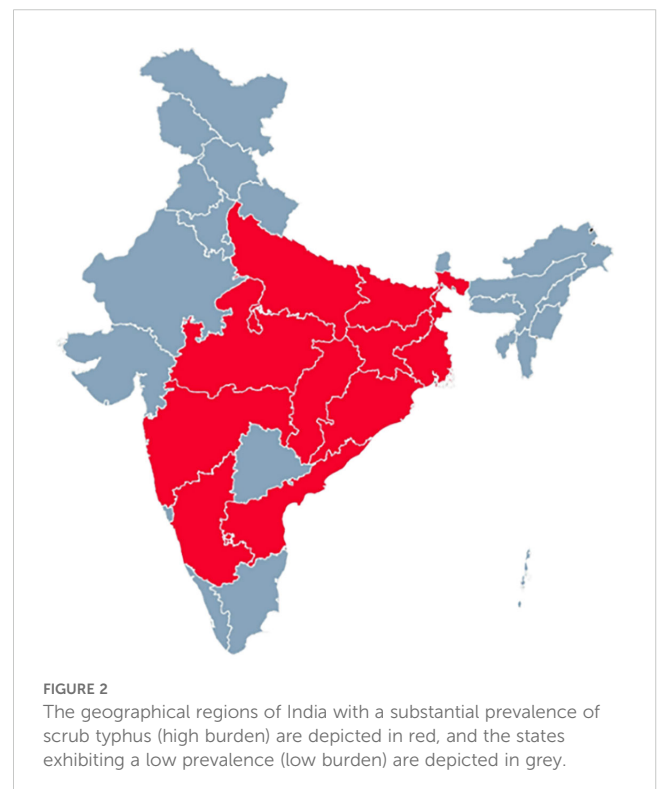 FIGURE 2
The geographical regions of India with a substantial prevalence of
scrub typhus (high burden) are depicted in red, and the states
exhibiting a low prevalence (low burden) are depicted in grey.